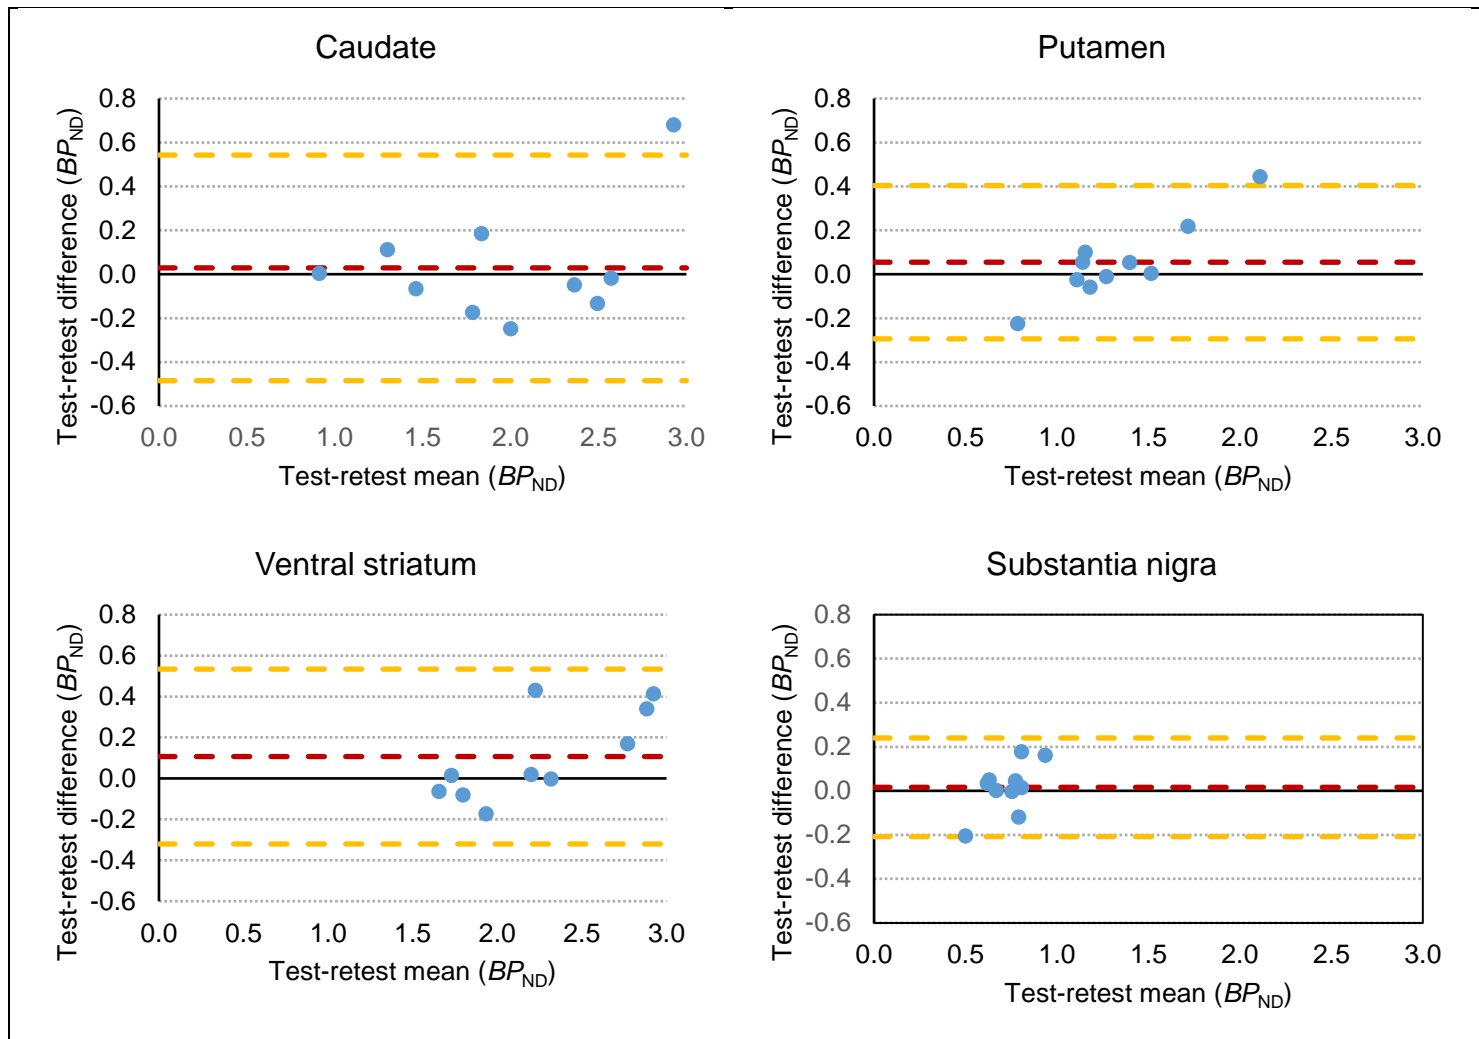 Caudate
Test-retest difference (BPND)
0.8
0.6
0.4
0.2
0.0
-0.2
-0.4
-0.6
0.0 0.5 1.0 1.5 2.0 2.5 3.0
Test-retest mean (BPND)
Putamen
Test-retest difference (BPND)
0.8
0.6
0.4
0.2
0.0
-0.2
-0.4
-0.6
0.0 0.5 1.0 1.5 2.0 2.5 3.0
Test-retest mean (BPND)
Ventral striatum
Test-retest difference (BPND)
0.8
0.6
0.4
0.2
0.0
-0.2
-0.4
-0.6
0.0 0.5 1.0 1.5 2.0 2.5 3.0
Test-retest mean (BPND)
Substantia nigra
Test-retest difference (BPND)
0.8
0.6
0.4
0.2
0.0
-0.2
-0.4
-0.6
0.0 0.5 1.0 1.5 2.0 2.5 3.0
Test-retest mean (BPND)